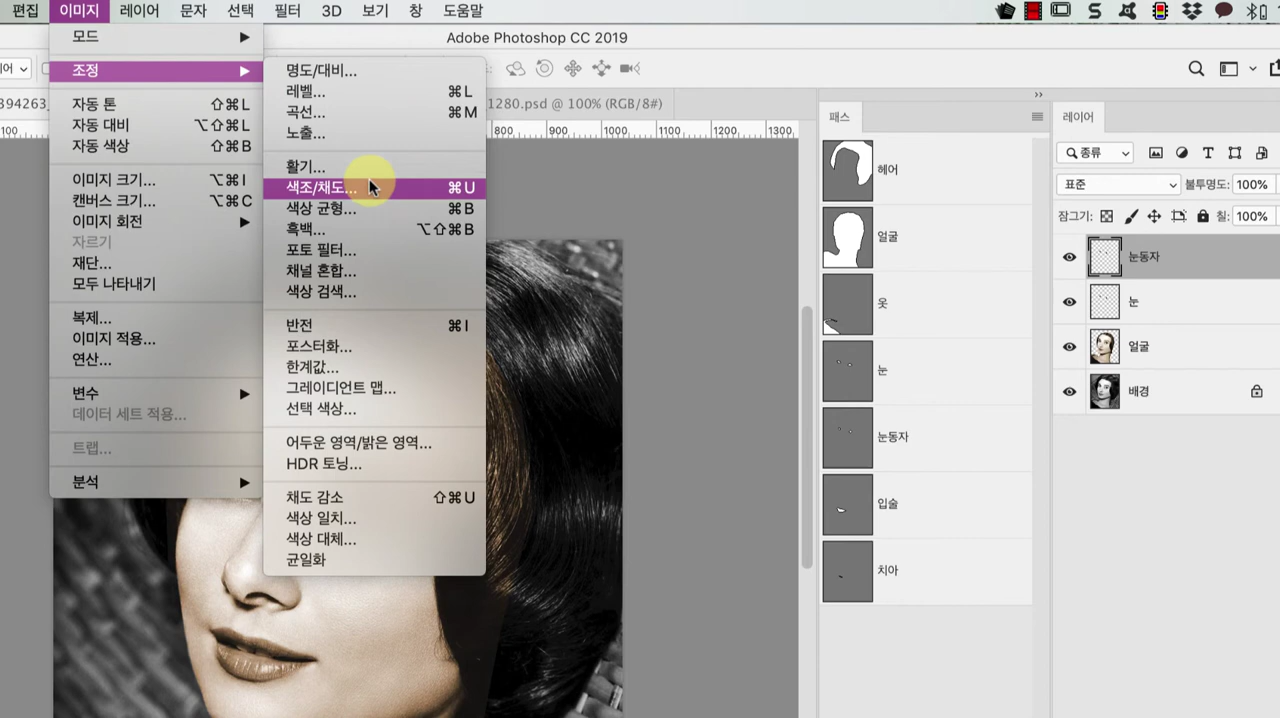 편집 이미지 레이어 문자 선택 필터 3D 보기 창 도움말
Adobe Photoshop CC 2019
모드
조정
자동 톤 ⇧⌘L
자동 대비 ⌥⇧⌘L
자동 색상 ⇧⌘B
이미지 크기... ⌥⌘I
캔버스 크기... ⌥⌘C
이미지 회전
자르기
재단...
모두 나타내기
복제...
이미지 적용...
연산...
변수
데이터 세트 적용...
트랩...
분석
명도/대비...
레벨... ⌘L
곡선... ⌘M
노출...
활기...
색조/채도... ⌘U
색상 균형... ⌘B
흑백... ⌥⇧⌘B
포토 필터...
채널 혼합...
색상 검색...
반전 ⌘I
포스터화...
한계값...
그레이디언트 맵...
선택 색상...
어두운 영역/밝은 영역...
HDR 토닝...
채도 감소 ⇧⌘U
색상 일치...
색상 대체...
균일화
어
394263_
1280.psd @ 100% (RGB/8#)
100 800 900 1000 1100 1200 1300
패스
헤어
얼굴
옷
눈
눈동자
입술
치아
레이어
종류
표준 불투명도: 100%
잠그기: 칠: 100%
눈동자
눈
얼굴
배경